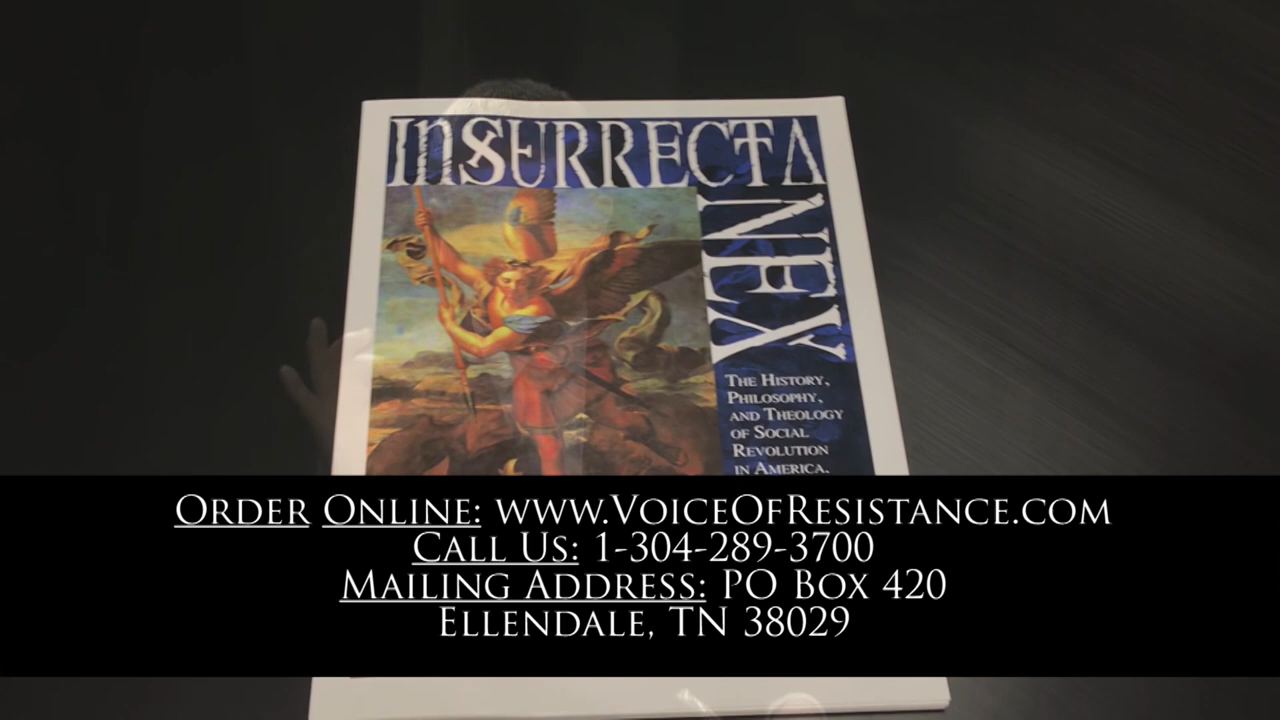 INSURRECTA
NEX
THE HISTORY,
PHILOSOPHY,
AND THEOLOGY
OF SOCIAL
REVOLUTION
IN AMERICA.
ORDER ONLINE: WWW.VOICEOFRESISTANCE.COM
CALL US: 1-304-289-3700
MAILING ADDRESS: PO BOX 420
ELLENDALE, TN 38029